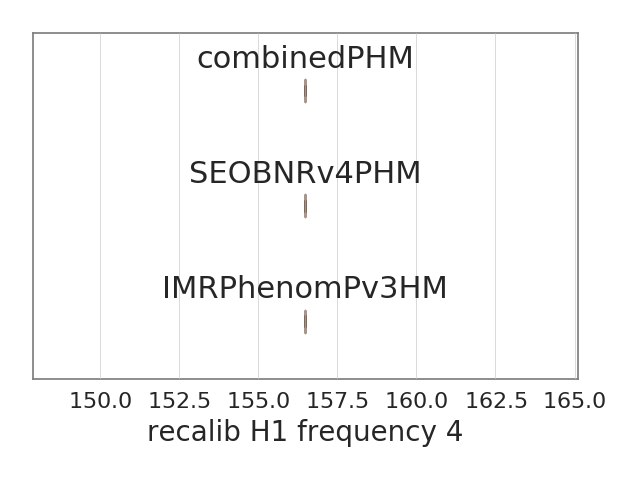 combinedPHM
SEOBNRv4PHM
IMRPhenomPv3HM
150.0 152.5 155.0 157.5 160.0 162.5 165.0
recalib H1 frequency 4